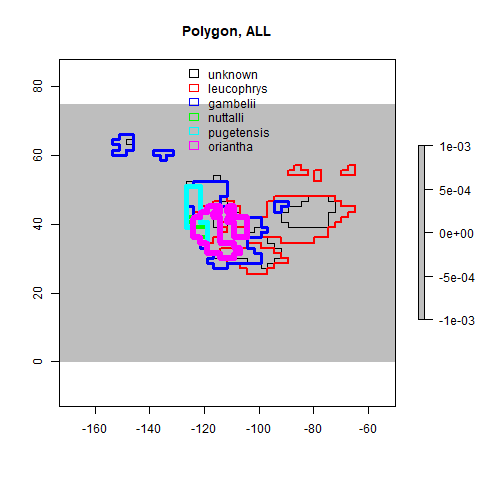 Polygon, ALL
unknown
leucophrys
gambelii
nuttalli
pugetensis
oriantha
80
60
40
20
0
-160
-140
-120
-100
-80
-60
1e-03
5e-04
0e+00
-5e-04
-1e-03